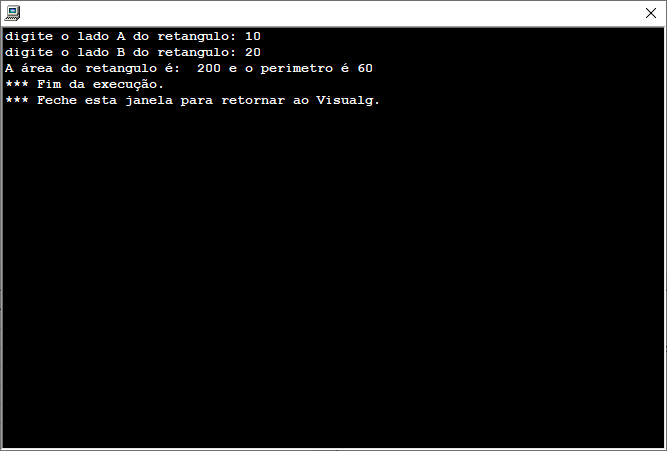 digite o lado A do retangulo: 10
digite o lado B do retangulo: 20
A área do retangulo é:  200 e o perimetro é 60
*** Fim da execução.
*** Feche esta janela para retornar ao Visualg.